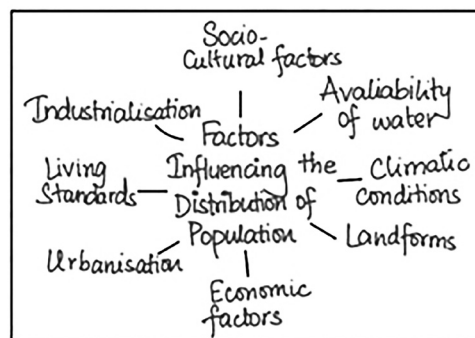 Socio-
Cultural factors
Industrialisation
Avaliability
of water
Factors
Influencing the
Distribution of
Population
Living
Standards
Climatic
Conditions
Landforms
Urbanisation
Economic
factors